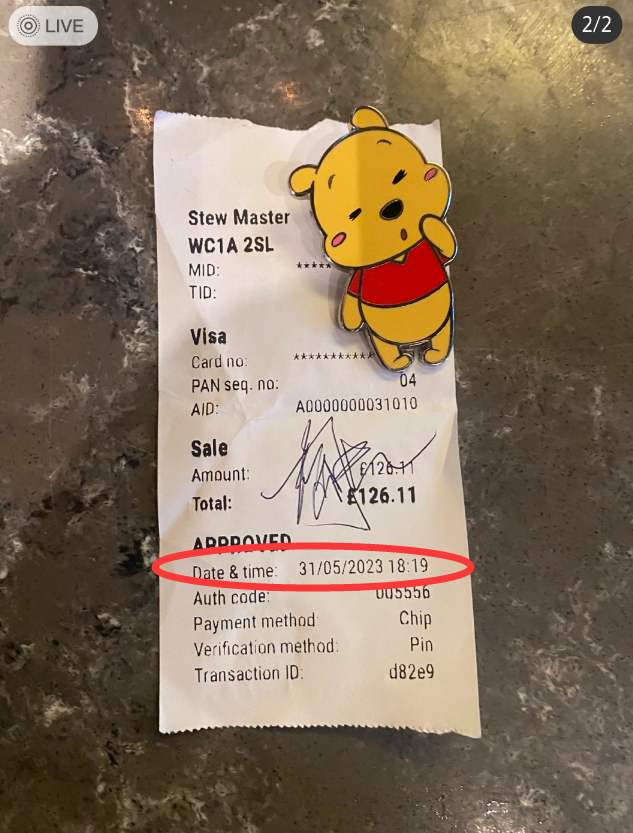 LIVE
2/2
Stew Master
WC1A 2SL
MID: *****
TID:
Visa
Card no: ***********
PAN seq. no: 04
AID: A0000000031010
Sale
Amount: £126.11
Total: £126.11
APPROVED
Date & time: 31/05/2023 18:19
Auth code: 005556
Payment method: Chip
Verification method: Pin
Transaction ID: d82e9